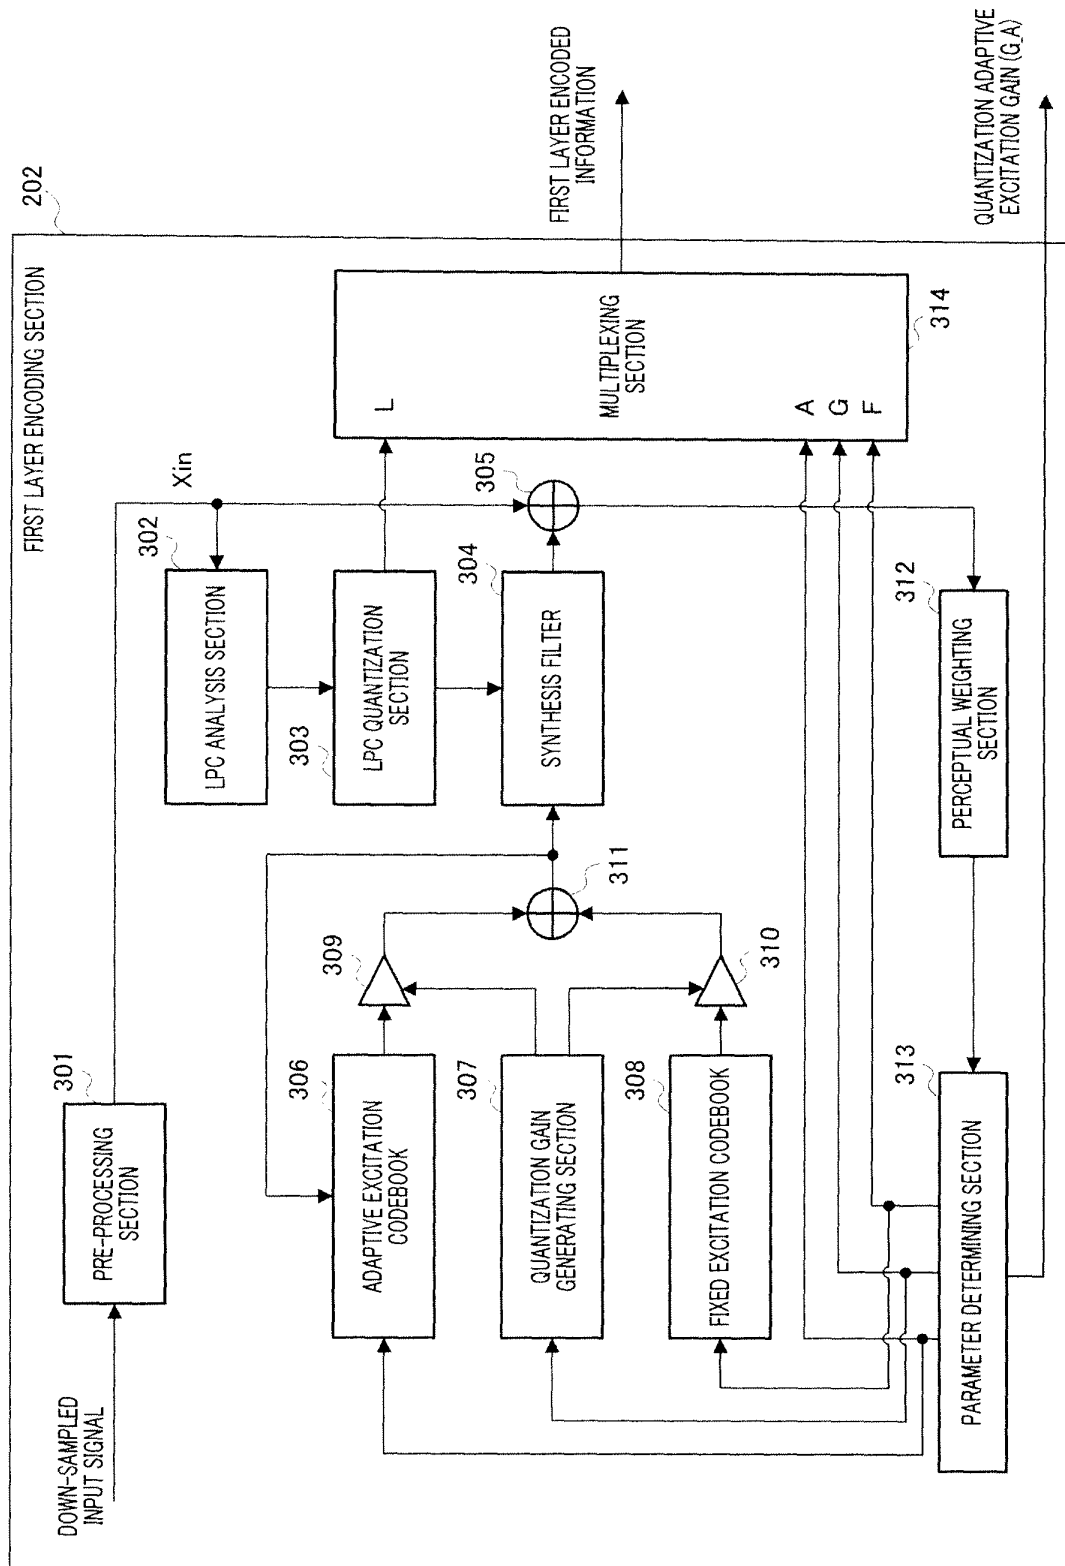 FIRST LAYER ENCODING SECTION
202
DOWN-SAMPLED
INPUT SIGNAL
301
PRE-PROCESSING
SECTION
Xin
302
LPC ANALYSIS SECTION
303
LPC QUANTIZATION
SECTION
304
SYNTHESIS FILTER
305
306
ADAPTIVE EXCITATION
CODEBOOK
307
QUANTIZATION GAIN
GENERATING SECTION
308
FIXED EXCITATION CODEBOOK
309
310
311
L
A
G
F
MULTIPLEXING
SECTION
314
FIRST LAYER ENCODED
INFORMATION
312
PERCEPTUAL WEIGHTING
SECTION
313
PARAMETER DETERMINING SECTION
QUANTIZATION ADAPTIVE
EXCITATION GAIN (G_A)